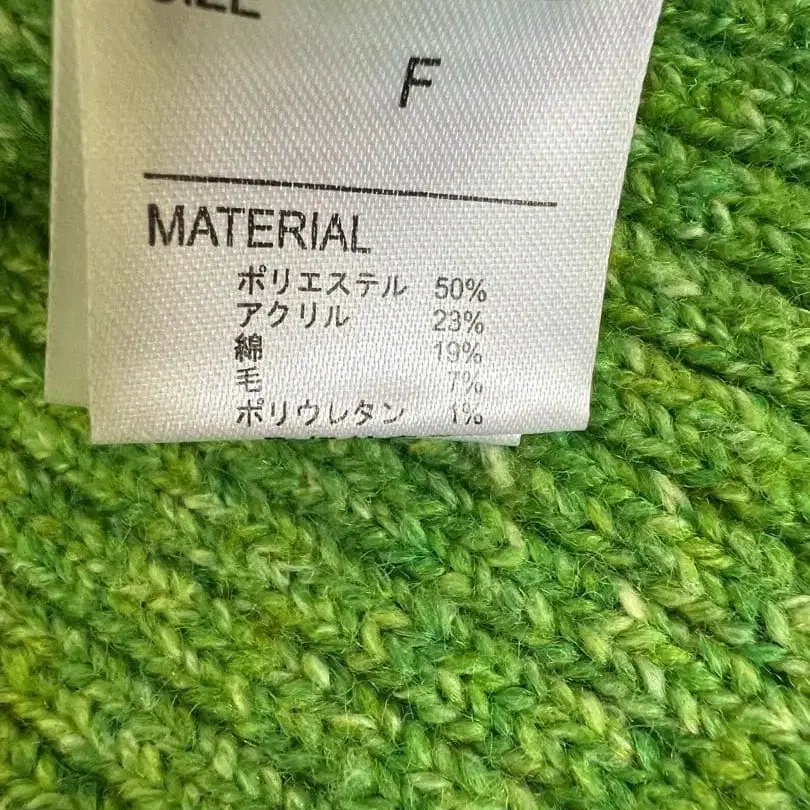 SIZE
F
MATERIAL
ポリエステル 50%
アクリル 23%
綿 19%
毛 7%
ポリウレタン 1%